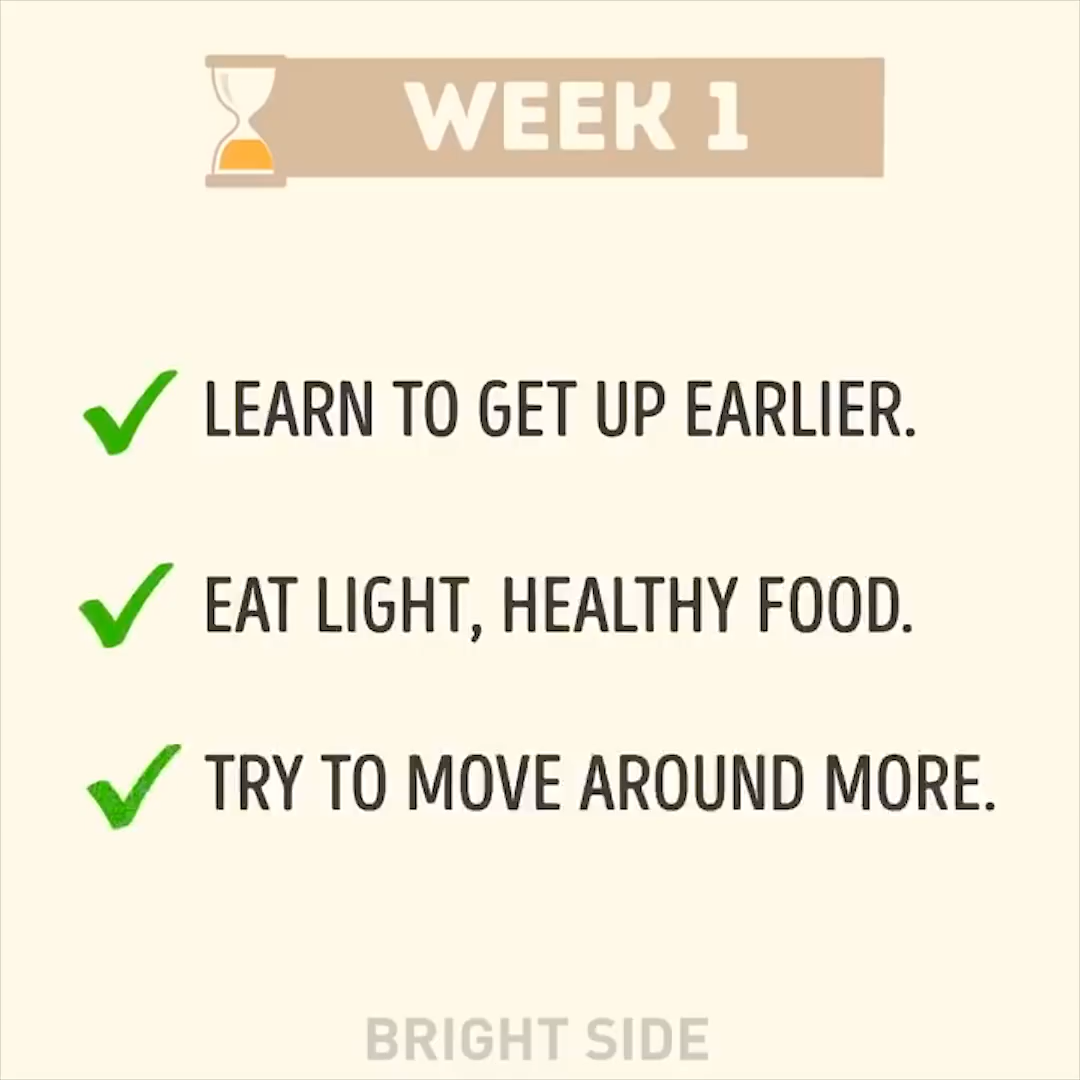 WEEK 1
LEARN TO GET UP EARLIER.
EAT LIGHT, HEALTHY FOOD.
TRY TO MOVE AROUND MORE.
BRIGHT SIDE